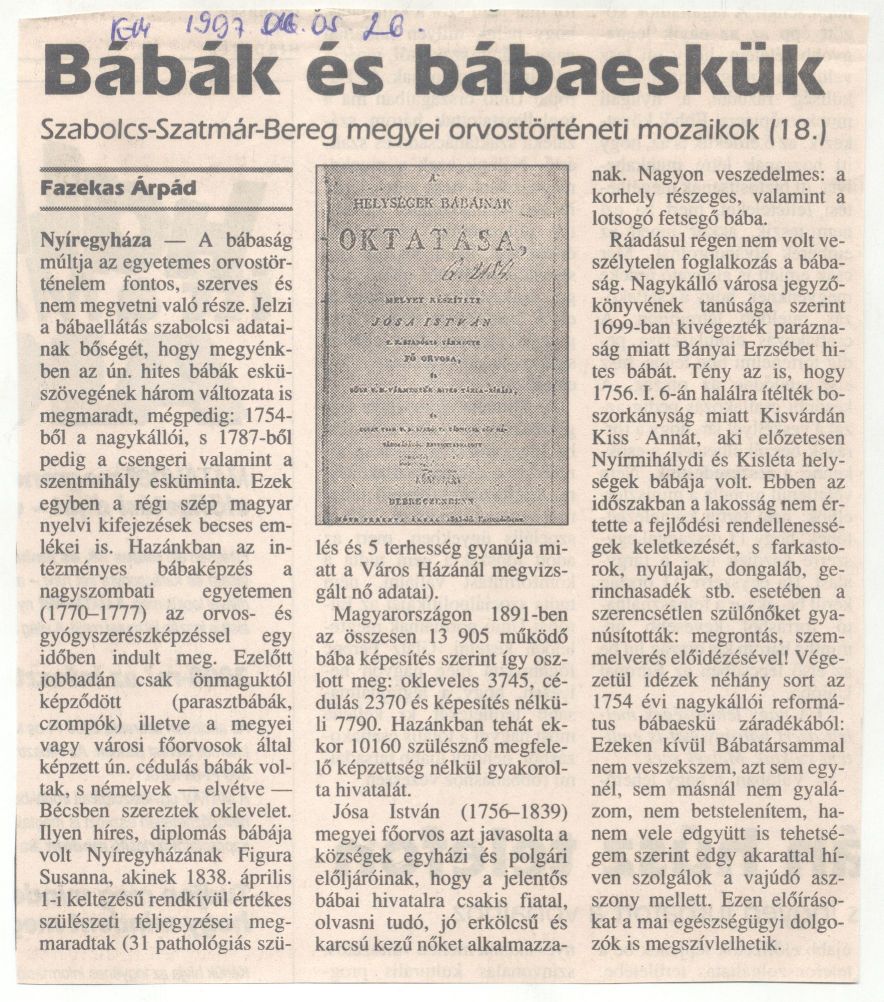 KM 1997. 05. 26.
Bábák és bábaeskük
Szabolcs-Szatmár-Bereg megyei orvostörténeti mozaikok (18.)
Fazekas Árpád
Nyíregyháza — A bábaság
múltja az egyetemes orvostör-
ténelem fontos, szerves és
nem megvetni való része. Jelzi
a bábaellátás szabolcsi adatai-
nak bőségét, hogy megyénk-
ben az ún. hites bábák eskü-
szövegének három változata is
megmaradt, mégpedig: 1754-
ből a nagykállói, s 1787-ből
pedig a csengeri valamint a
szentmihály esküminta. Ezek
egyben a régi szép magyar
nyelvi kifejezések becses em-
lékei is. Hazánkban az in-
tézményes bábaképzés a
nagyszombati egyetemen
(1770–1777) az orvos- és
gyógyszerészképzéssel egy
időben indult meg. Ezelőtt
jobbadán csak önmaguktól
képződött (parasztbábák,
czompók) illetve a megyei
vagy városi főorvosok által
képzett ún. cédulás bábák vol-
tak, s némelyek — elvétve —
Bécsben szereztek oklevelet.
Ilyen híres, diplomás bábája
volt Nyíregyházának Figura
Susanna, akinek 1838. április
1-i keltezésű rendkívül értékes
szülészeti feljegyzései meg-
maradtak (31 pathológiás szü-
A'
HELYSÉGEK BÁBÁINAK
OKTATÁSA,
MELYET KÉSZÍTETT
JÓSA ISTVÁN
FŐ ORVOSA,
és
és
DEBRECZENBENN
lés és 5 terhesség gyanúja mi-
att a Város Házánál megvizs-
gált nő adatai).
Magyarországon 1891-ben
az összesen 13 905 működő
bába képesítés szerint így osz-
lott meg: okleveles 3745, cé-
dulás 2370 és képesítés nélkü-
li 7790. Hazánkban tehát ek-
kor 10160 szülésznő megfele-
lő képzettség nélkül gyakorol-
ta hivatalát.
Jósa István (1756–1839)
megyei főorvos azt javasolta a
községek egyházi és polgári
előljáróinak, hogy a jelentős
bábai hivatalra csakis fiatal,
olvasni tudó, jó erkölcsű és
karcsú kezű nőket alkalmazza-
nak. Nagyon veszedelmes: a
korhely részeges, valamint a
lotsogó fetsegő bába.
Ráadásul régen nem volt ve-
szélytelen foglalkozás a bába-
ság. Nagykálló városa jegyző-
könyvének tanúsága szerint
1699-ban kivégezték paráznа-
ság miatt Bányai Erzsébet hi-
tes bábát. Tény az is, hogy
1756. I. 6-án halálra ítélték bo-
szorkányság miatt Kisvárdán
Kiss Annát, aki előzetesen
Nyírmihálydi és Kisléta hely-
ségek bábája volt. Ebben az
időszakban a lakosság nem ér-
tette a fejlődési rendellenessé-
gek keletkezését, s farkasto-
rok, nyúlajak, dongaláb, ge-
rinchasadék stb. esetében a
szerencsétlen szülőnőket gya-
núsították: megrontás, szem-
melverés előidézésével! Vége-
zetül idézek néhány sort az
1754 évi nagykállói reformá-
tus bábaeskü záradékából:
Ezeken kívül Bábatársammal
nem veszekszem, azt sem egy-
nél, sem másnál nem gyalá-
zom, nem betstelenítem, ha-
nem vele edgyütt is tehetsé-
gem szerint edgy akarattal hí-
ven szolgálok a vajúdó asz-
szony mellett. Ezen előíráso-
kat a mai egészségügyi dolgo-
zók is megszívlelhetik.